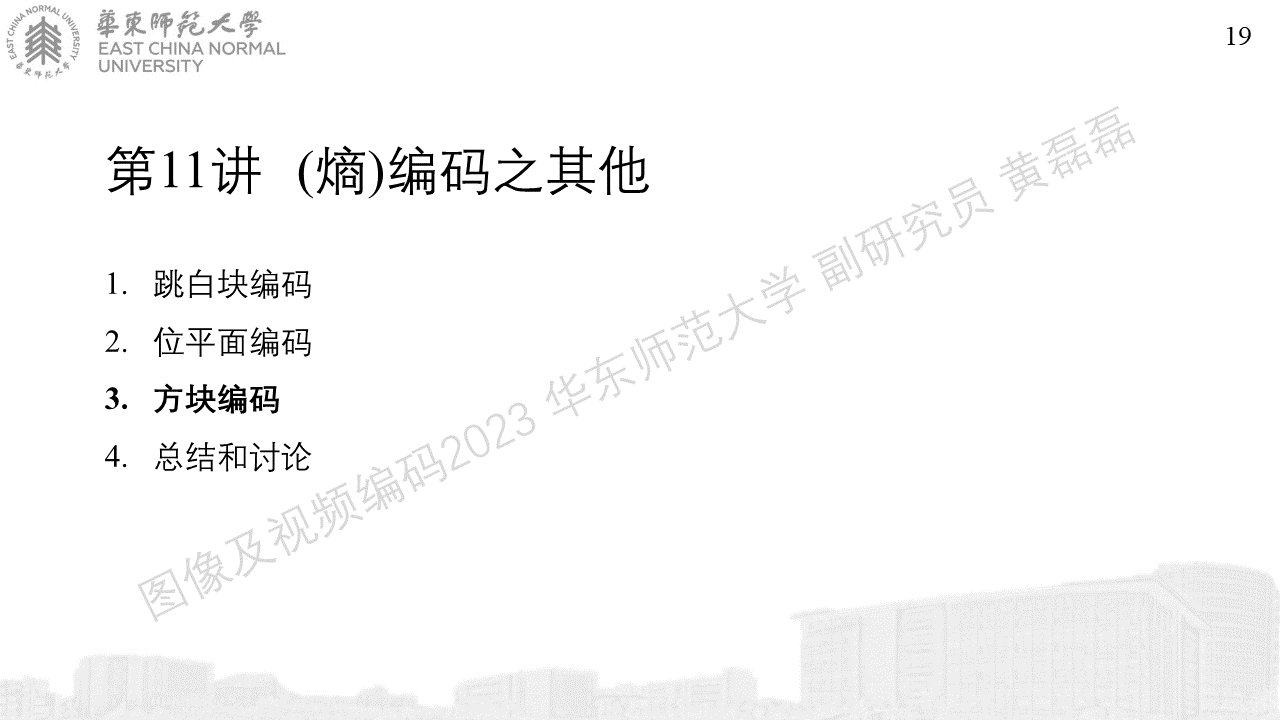 華東師範大學
EAST CHINA NORMAL
UNIVERSITY
EAST CHINA NORMAL UNIVERSITY
華東师范大學
19
第11讲 (熵)编码之其他
1. 跳白块编码
2. 位平面编码
3. 方块编码
4. 总结和讨论
图像及视频编码2023 华东师范大学 副研究员 黄磊磊